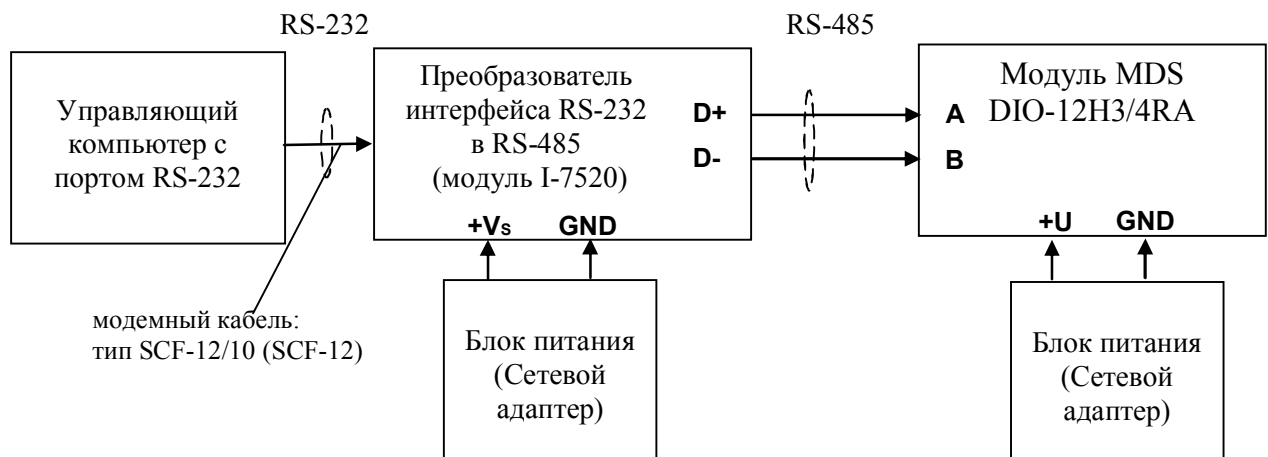 RS-232
RS-485
Управляющий
компьютер с
портом RS-232
Преобразователь
интерфейса RS-232
в RS-485
(модуль I-7520)
D+
D-
+Vs
GND
Модуль MDS
DIO-12H3/4RA
A
B
+U
GND
модемный кабель:
тип SCF-12/10 (SCF-12)
Блок питания
(Сетевой
адаптер)
Блок питания
(Сетевой
адаптер)